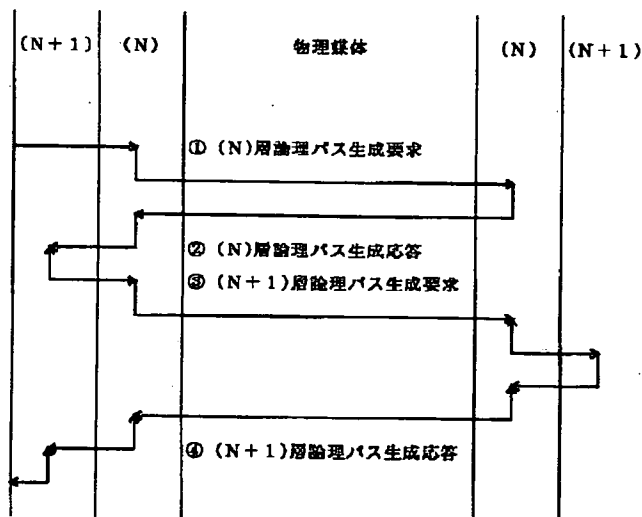 (N+1) (N) 物理媒体 (N) (N+1)
① (N)層論理パス生成要求
② (N)層論理パス生成応答
③ (N+1)層論理パス生成要求
④ (N+1)層論理パス生成応答